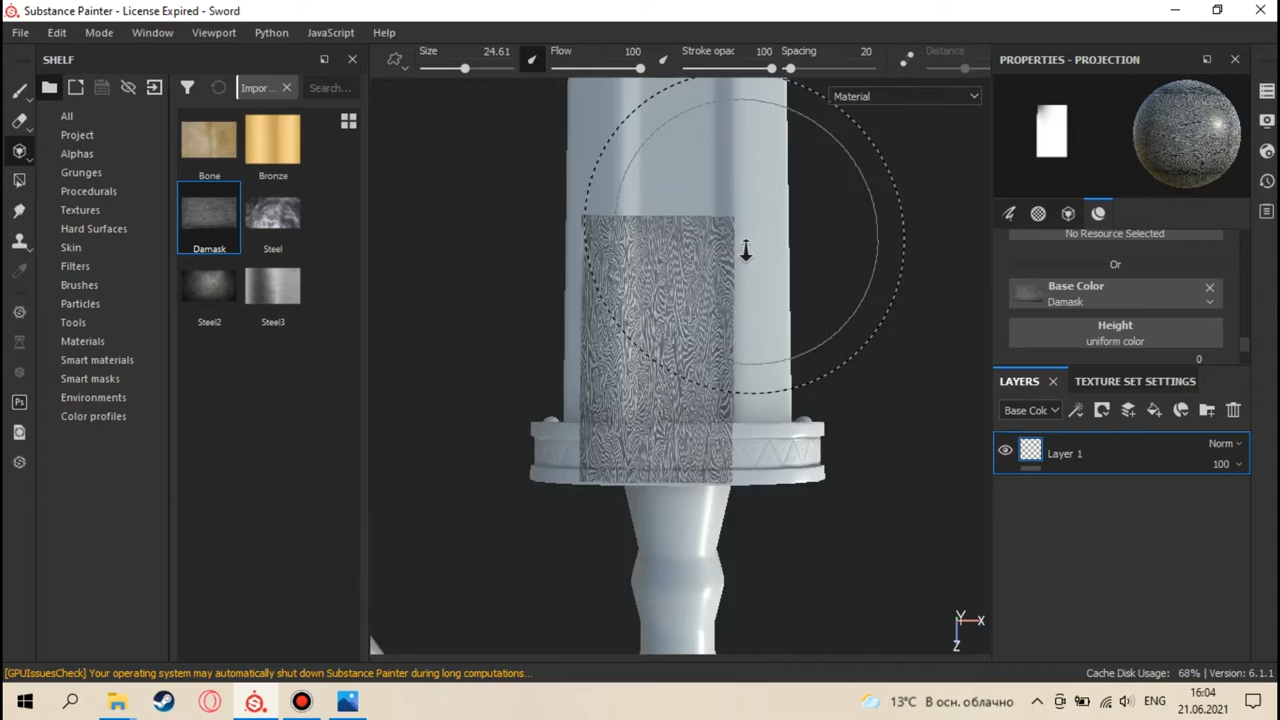 Substance Painter - License Expired - Sword
File Edit Mode Window Viewport Python JavaScript Help
SHELF
Size 24.61 Flow 100 Stroke opac 100 Spacing 20 Distance
PROPERTIES - PROJECTION
Impor... Search...
Material
All
Project
Alphas
Grunges
Procedurals
Textures
Hard Surfaces
Skin
Filters
Brushes
Particles
Tools
Materials
Smart materials
Smart masks
Environments
Color profiles
Bone Bronze
Damask Steel
Steel2 Steel3
No Resource Selected
Or
Base Color
Damask
Height
uniform color
0
LAYERS TEXTURE SET SETTINGS
Base Col
Layer 1
Norm
100
Ps
Y X
Z
[GPUIssuesCheck] Your operating system may automatically shut down Substance Painter during long computations...
Cache Disk Usage: 68% | Version: 6.1.1
13°C В осн. облачно
ENG
16:04
21.06.2021